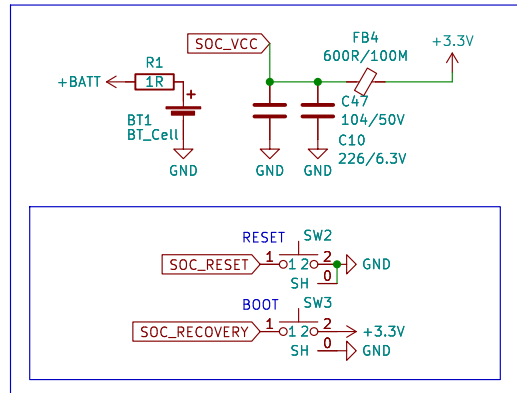 FB4
SOC_VCC
600R/100M
+3.3V
R1
+BATT
1R
+
C47
104/50V
BT1
BT_Cell
C10
226/6.3V
GND
GND
GND
RESET
SW2
SOC_RESET
1
1 2
2
GND
SH
0
BOOT
SW3
SOC_RECOVERY
1
1 2
2
+3.3V
SH
0
GND